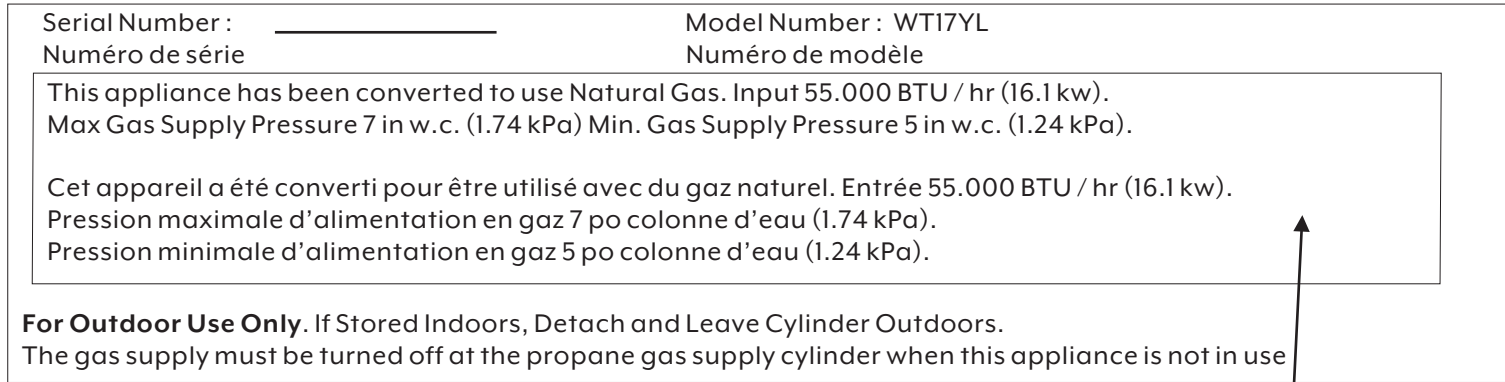 Serial Number : Model Number : WT17YL
Numéro de série Numéro de modèle
This appliance has been converted to use Natural Gas. Input 55.000 BTU / hr (16.1 kw).
Max Gas Supply Pressure 7 in w.c. (1.74 kPa) Min. Gas Supply Pressure 5 in w.c. (1.24 kPa).
Cet appareil a été converti pour être utilisé avec du gaz naturel. Entrée 55.000 BTU / hr (16.1 kw).
Pression maximale d’alimentation en gaz 7 po colonne d’eau (1.74 kPa).
Pression minimale d’alimentation en gaz 5 po colonne d’eau (1.24 kPa).
For Outdoor Use Only. If Stored Indoors, Detach and Leave Cylinder Outdoors.
The gas supply must be turned off at the propane gas supply cylinder when this appliance is not in use